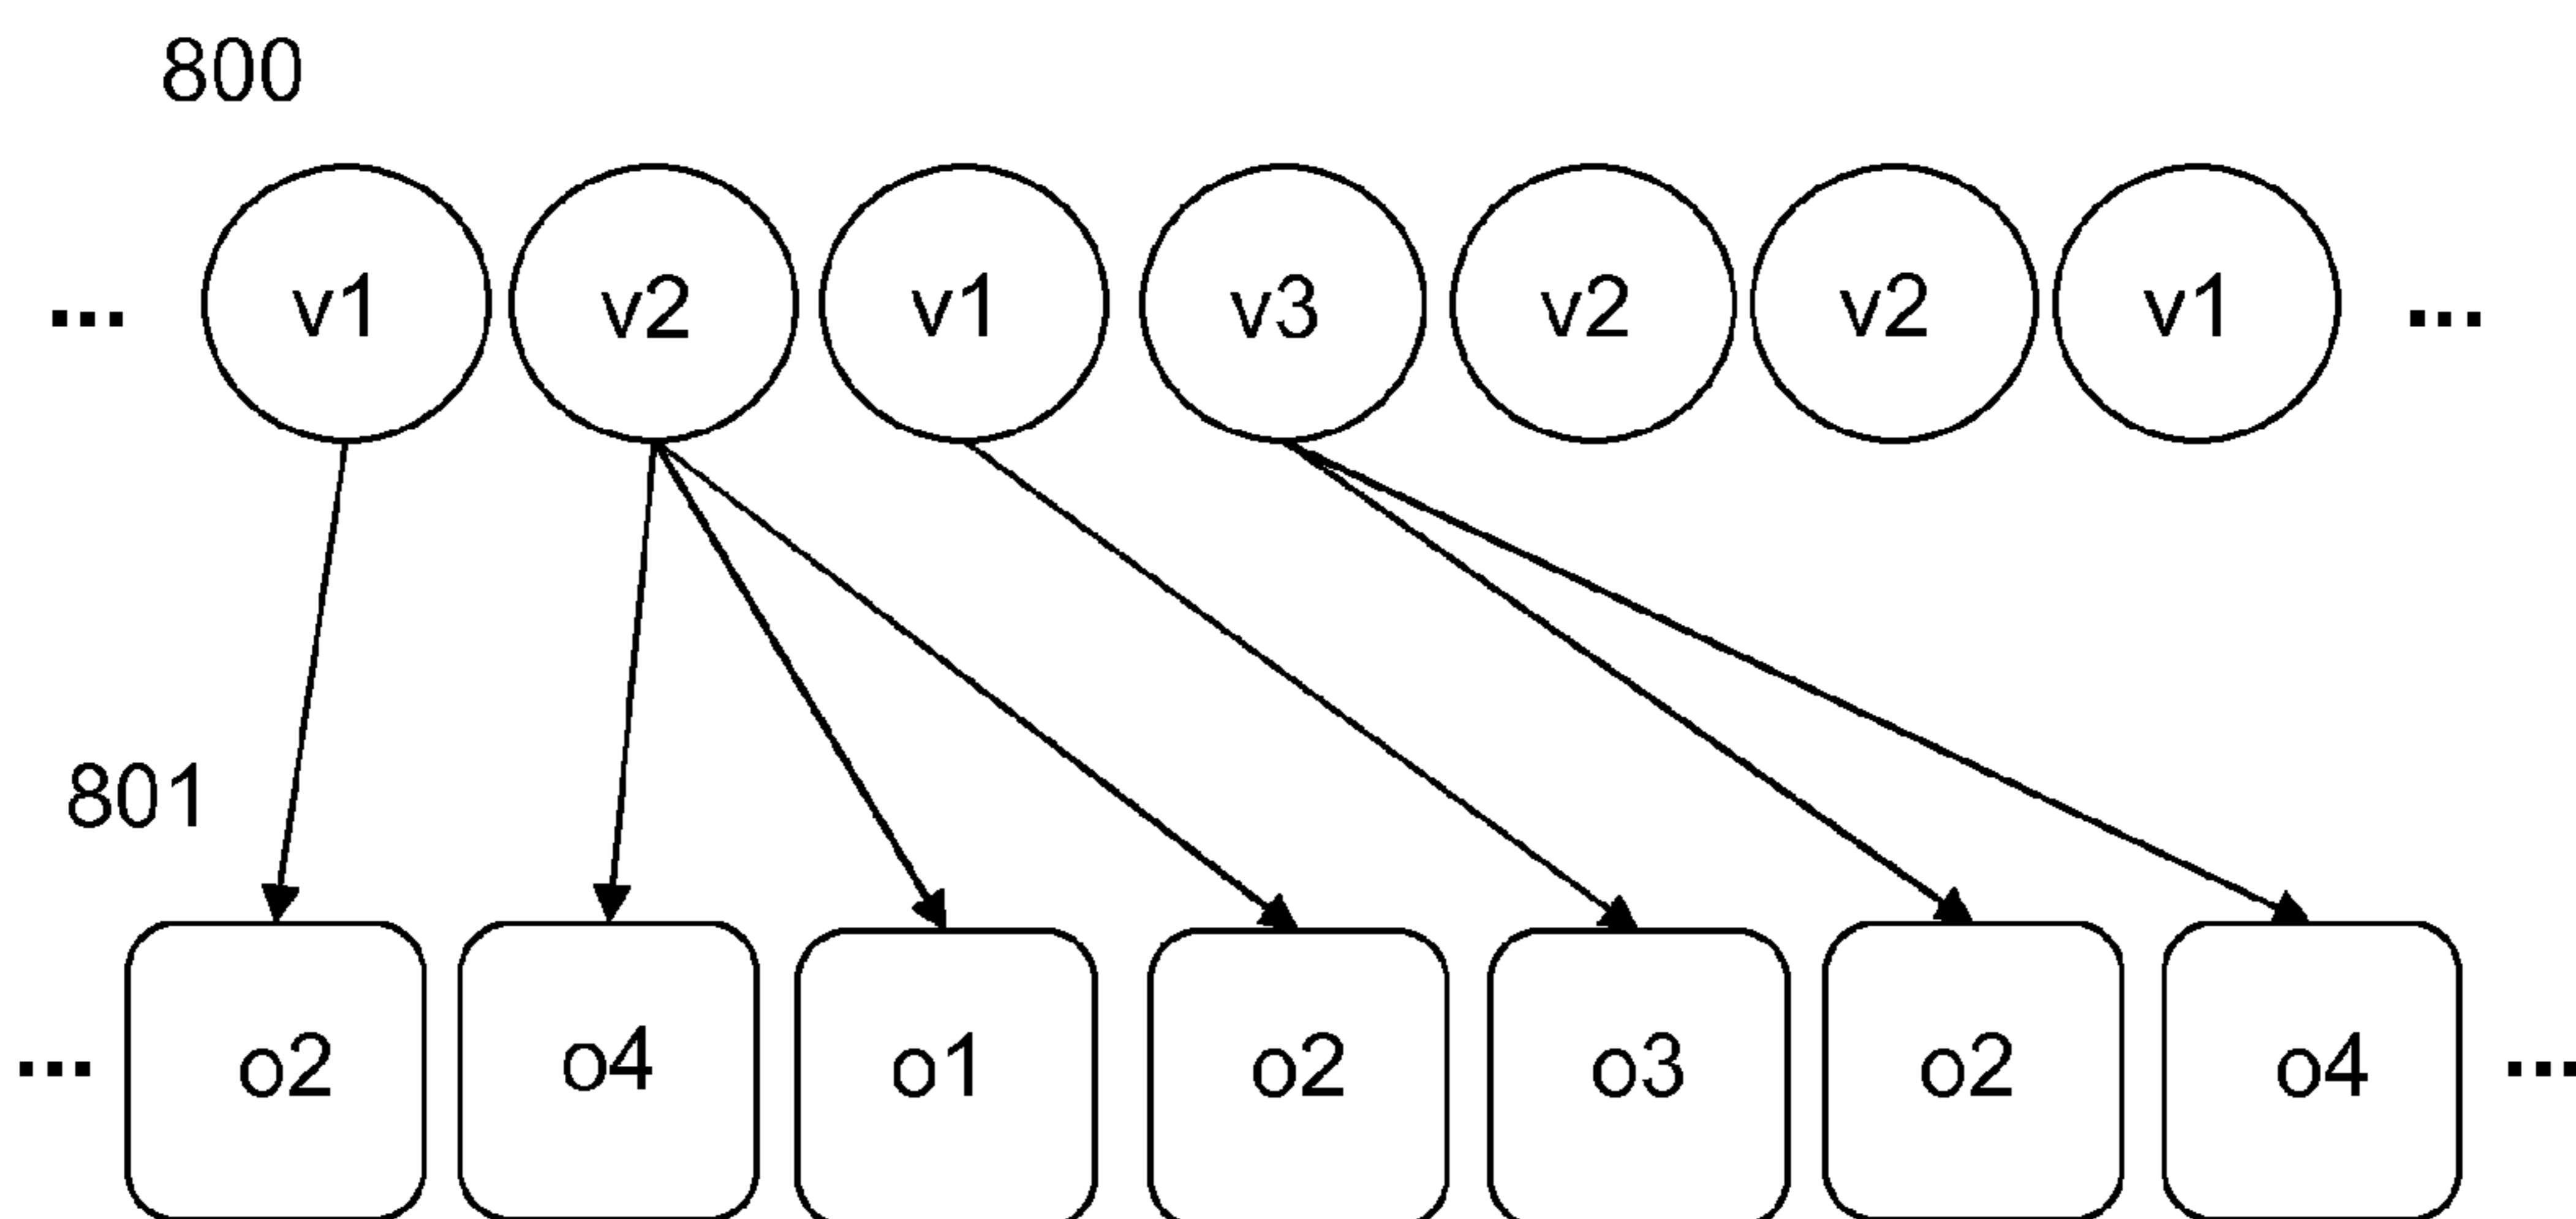 800
... v1 v2 v1 v3 v2 v2 v1 ...
801
... o2 o4 o1 o2 o3 o2 o4 ...